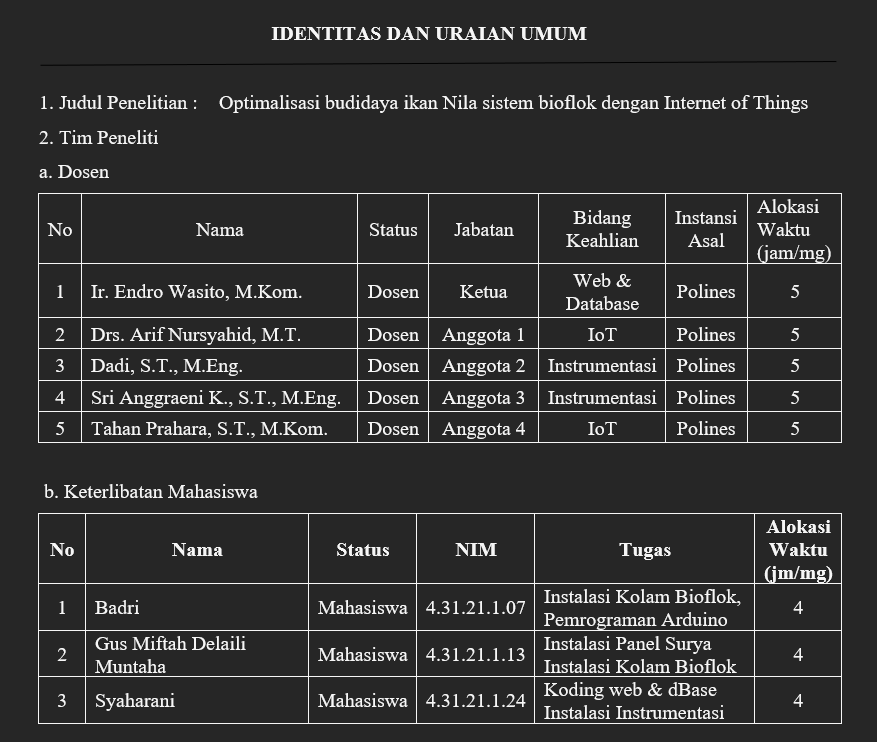 IDENTITAS DAN URAIAN UMUM
1. Judul Penelitian : Optimalisasi budidaya ikan Nila sistem bioflok dengan Internet of Things
2. Tim Peneliti
a. Dosen
No Nama Status Jabatan Bidang Keahlian Instansi Asal Alokasi Waktu (jam/mg)
1 Ir. Endro Wasito, M.Kom. Dosen Ketua Web & Database Polines 5
2 Drs. Arif Nursyahid, M.T. Dosen Anggota 1 IoT Polines 5
3 Dadi, S.T., M.Eng. Dosen Anggota 2 Instrumentasi Polines 5
4 Sri Anggraeni K., S.T., M.Eng. Dosen Anggota 3 Instrumentasi Polines 5
5 Tahan Prahara, S.T., M.Kom. Dosen Anggota 4 IoT Polines 5
b. Keterlibatan Mahasiswa
No Nama Status NIM Tugas Alokasi Waktu (jm/mg)
1 Badri Mahasiswa 4.31.21.1.07 Instalasi Kolam Bioflok, Pemrograman Arduino 4
2 Gus Miftah Delaili Muntaha Mahasiswa 4.31.21.1.13 Instalasi Panel Surya Instalasi Kolam Bioflok 4
3 Syaharani Mahasiswa 4.31.21.1.24 Koding web & dBase Instalasi Instrumentasi 4